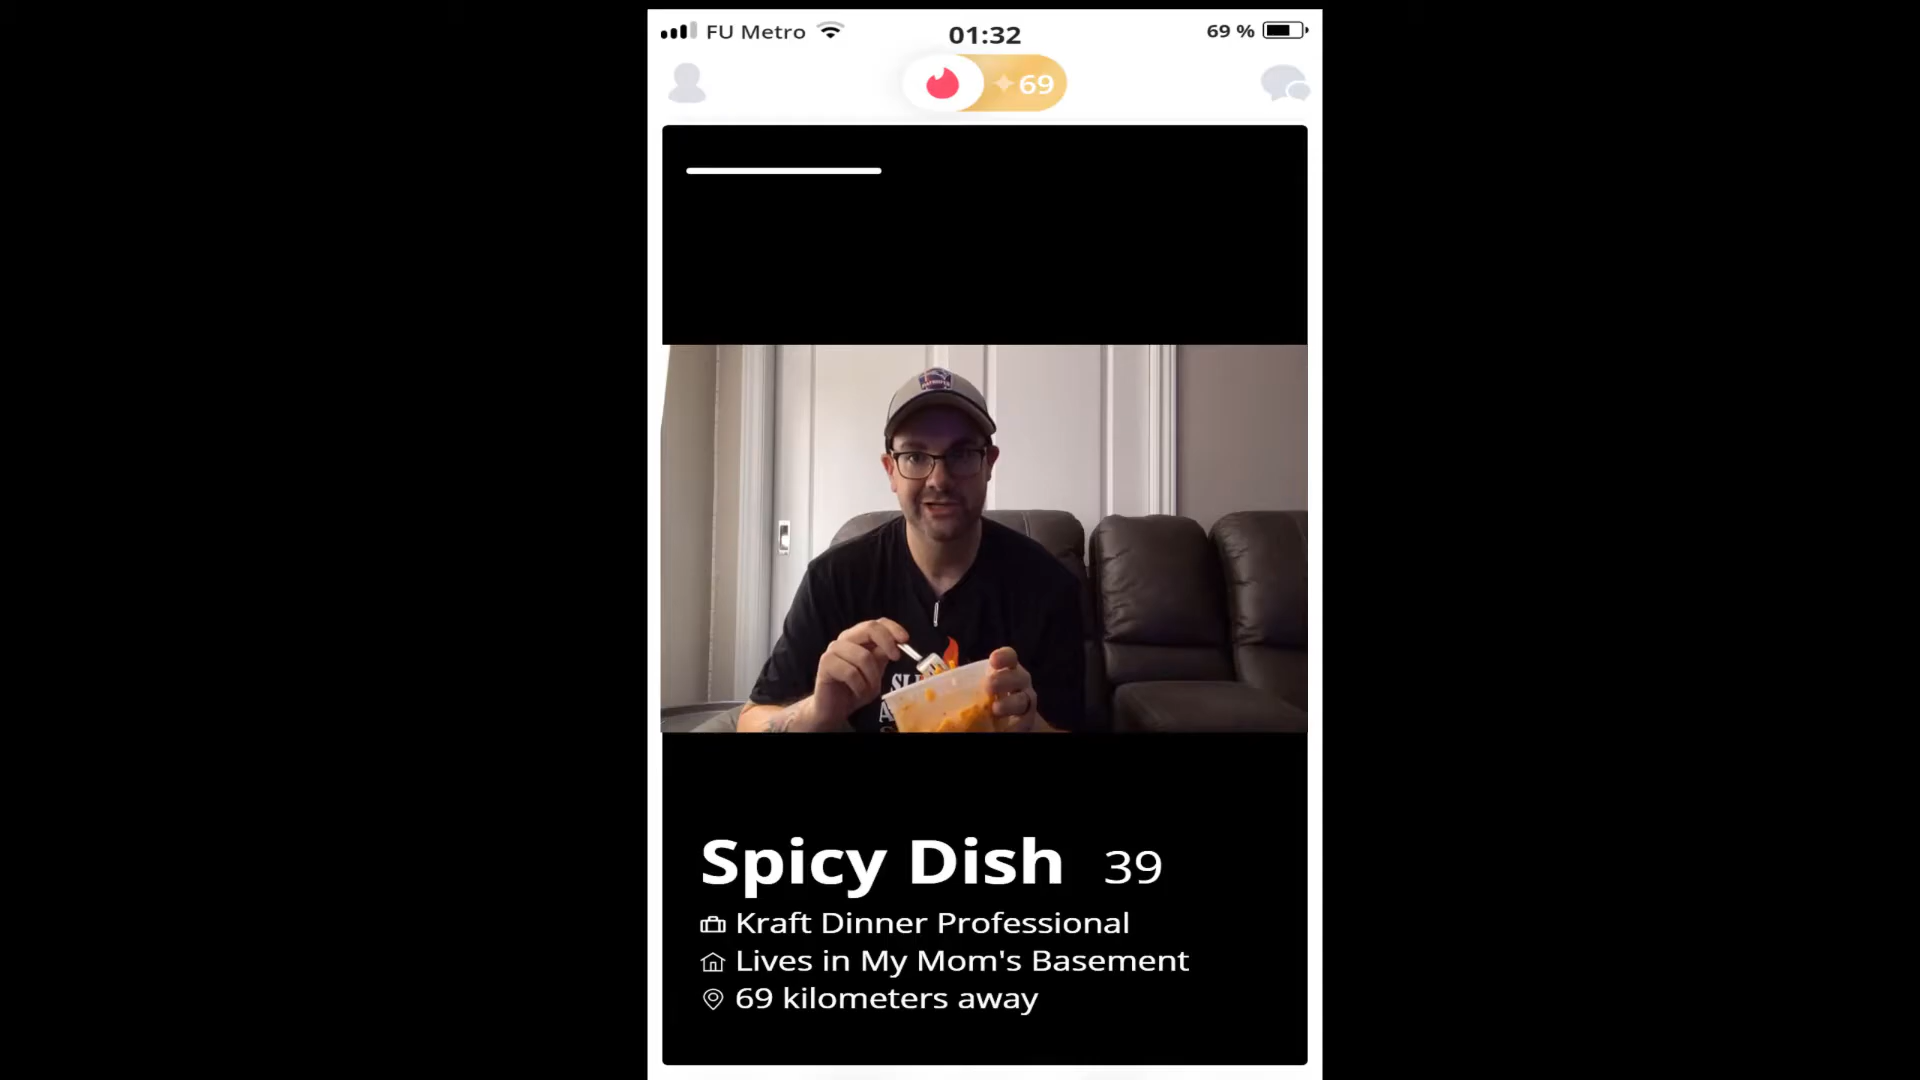 FU Metro
01:32
69 %
69
Spicy Dish 39
Kraft Dinner Professional
Lives in My Mom's Basement
69 kilometers away